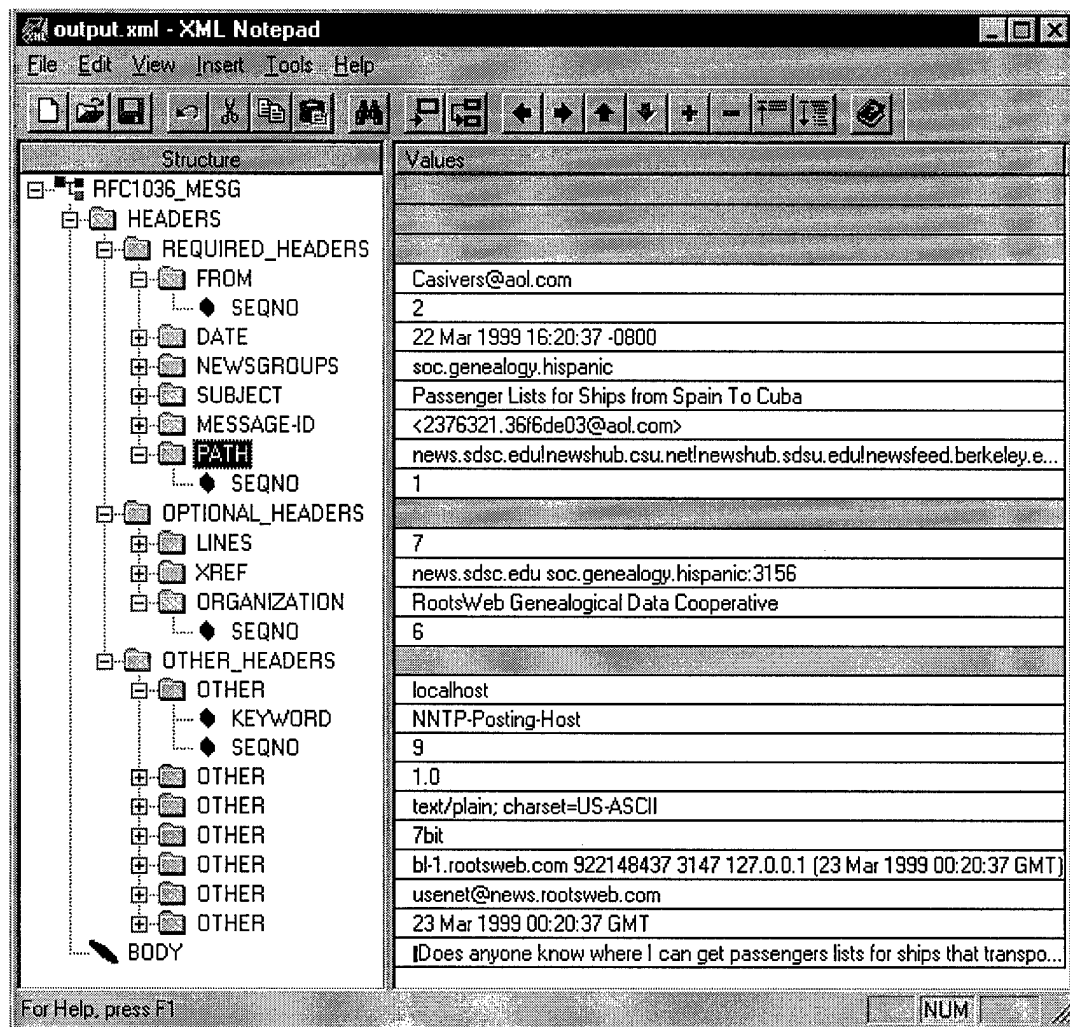 output.xml - XML Notepad
File Edit View Insert Tools Help
Structure Values
RFC1036_MESG
HEADERS
REQUIRED_HEADERS
FROM Casivers@aol.com
SEQNO 2
DATE 22 Mar 1999 16:20:37 -0800
NEWSGROUPS soc.genealogy.hispanic
SUBJECT Passenger Lists for Ships from Spain To Cuba
MESSAGE-ID <2376321.36f6de03@aol.com>
PATH news.sdsc.edu!newshub.csu.net!newshub.sdsu.edu!newsfeed.berkeley.e...
SEQNO 1
OPTIONAL_HEADERS
LINES 7
XREF news.sdsc.edu soc.genealogy.hispanic:3156
ORGANIZATION RootsWeb Genealogical Data Cooperative
SEQNO 6
OTHER_HEADERS
OTHER localhost
KEYWORD NNTP-Posting-Host
SEQNO 9
OTHER 1.0
OTHER text/plain; charset=US-ASCII
OTHER 7bit
OTHER bl-1.rootsweb.com 922148437 3147 127.0.0.1 (23 Mar 1999 00:20:37 GMT)
OTHER usenet@news.rootsweb.com
OTHER 23 Mar 1999 00:20:37 GMT
BODY Does anyone know where I can get passengers lists for ships that transpo...
For Help, press F1 NUM